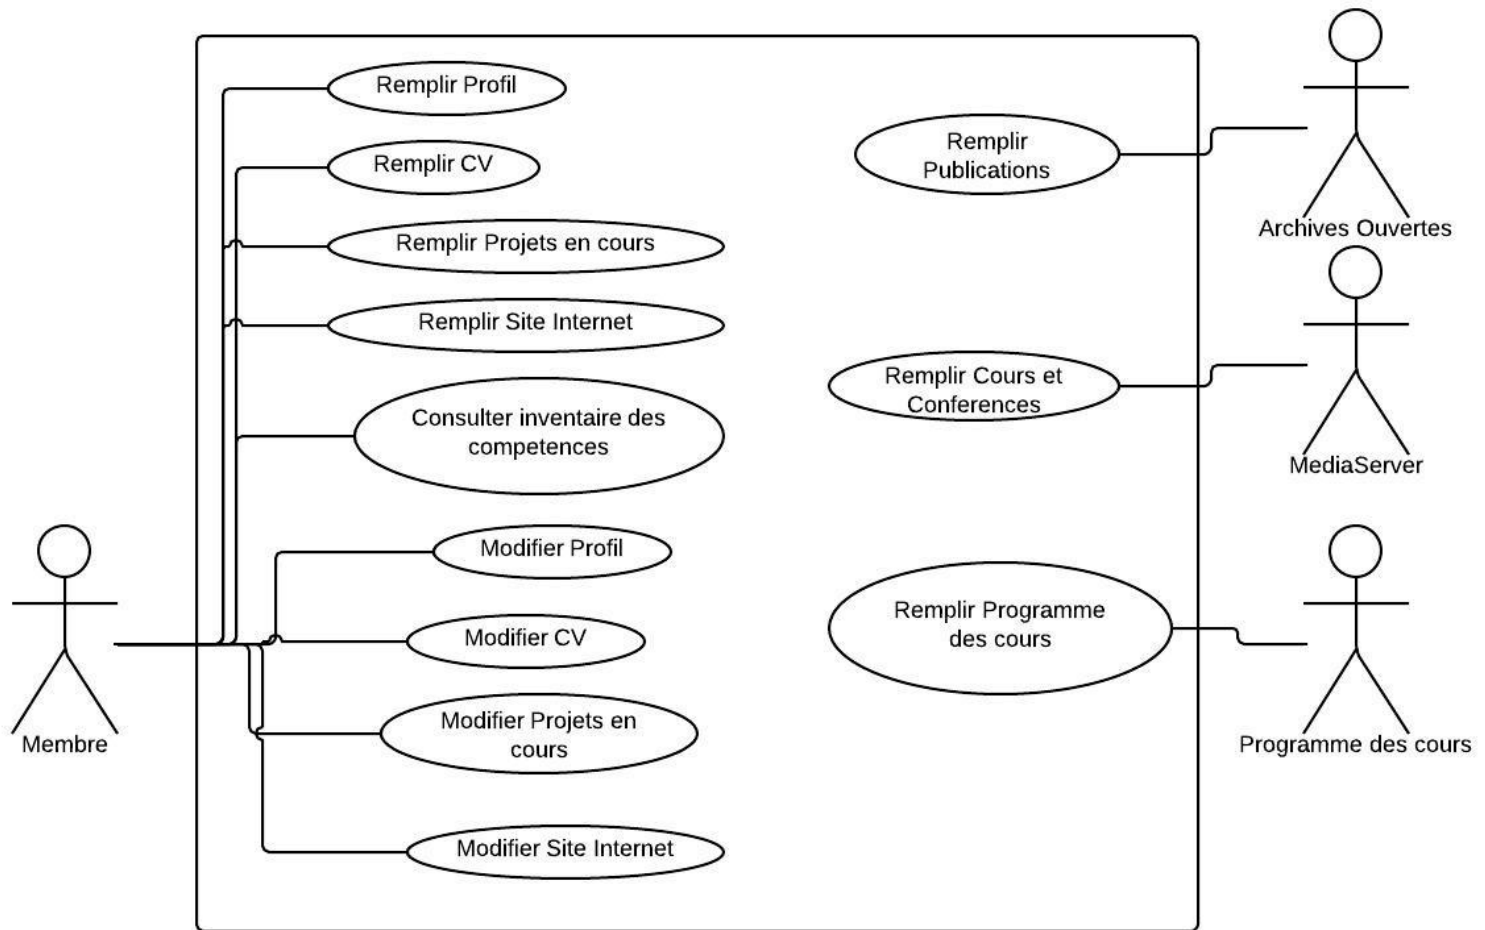 Remplir Profil
Remplir CV
Remplir Projets en cours
Remplir Site Internet
Consulter inventaire des
competences
Modifier Profil
Modifier CV
Modifier Projets en
cours
Modifier Site Internet
Membre
Remplir
Publications
Remplir Cours et
Conferences
Remplir Programme
des cours
Archives Ouvertes
MediaServer
Programme des cours